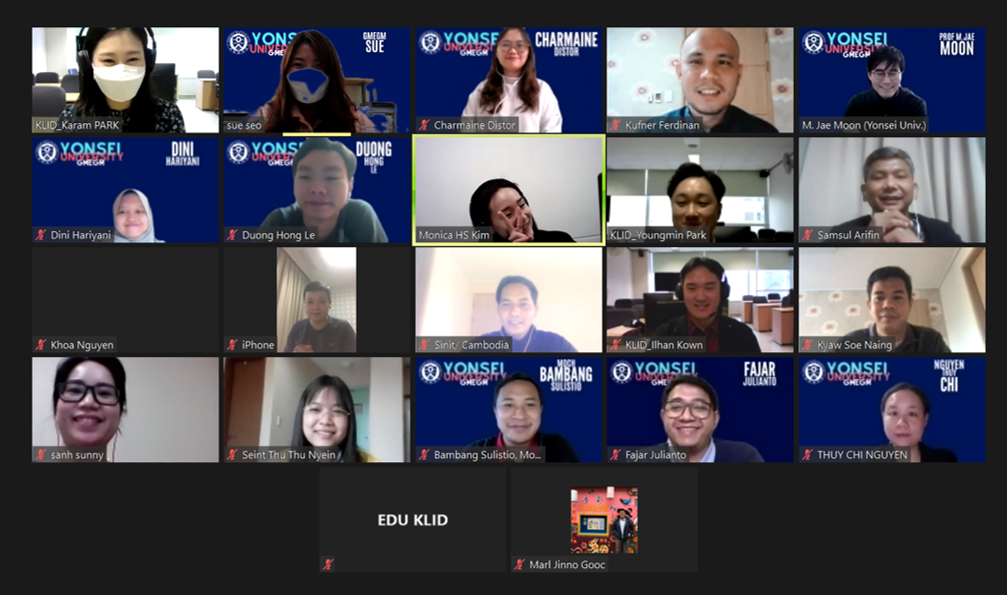 KLID_Karam PARK
YONSEI
UNIVERSITY
GMEGM
GMEGM
SUE
sue seo
YONSEI
UNIVERSITY
GMEGM
CHARMAINE
DISTOR
Charmaine Distor
Kufner Ferdinan
YONSEI
UNIVERSITY
GMEGM
PROF M JAE
MOON
M. Jae Moon (Yonsei Univ.)
YONSEI
UNIVERSITY
GMEGM
DINI
HARIYANI
Dini Hariyani
YONSEI
UNIVERSITY
GMEGM
DUONG
HONG
LE
Duong Hong Le
Monica HS Kim
KLID_Youngmin Park
Samsul Arifin
Khoa Nguyen
iPhone
Sinit/ Cambodia
KLID_Ilhan Kown
Kyaw Soe Naing
sanh sunny
Seint Thu Thu Nyein
YONSEI
UNIVERSITY
GMEGM
MOCH
BAMBANG
SULISTIO
Bambang Sulistio, Mo...
YONSEI
UNIVERSITY
GMEGM
FAJAR
JULIANTO
Fajar Julianto
YONSEI
UNIVERSITY
GMEGM
NGUYEN
THUY
CHI
THUY CHI NGUYEN
EDU KLID
Marl Jinno Gooc